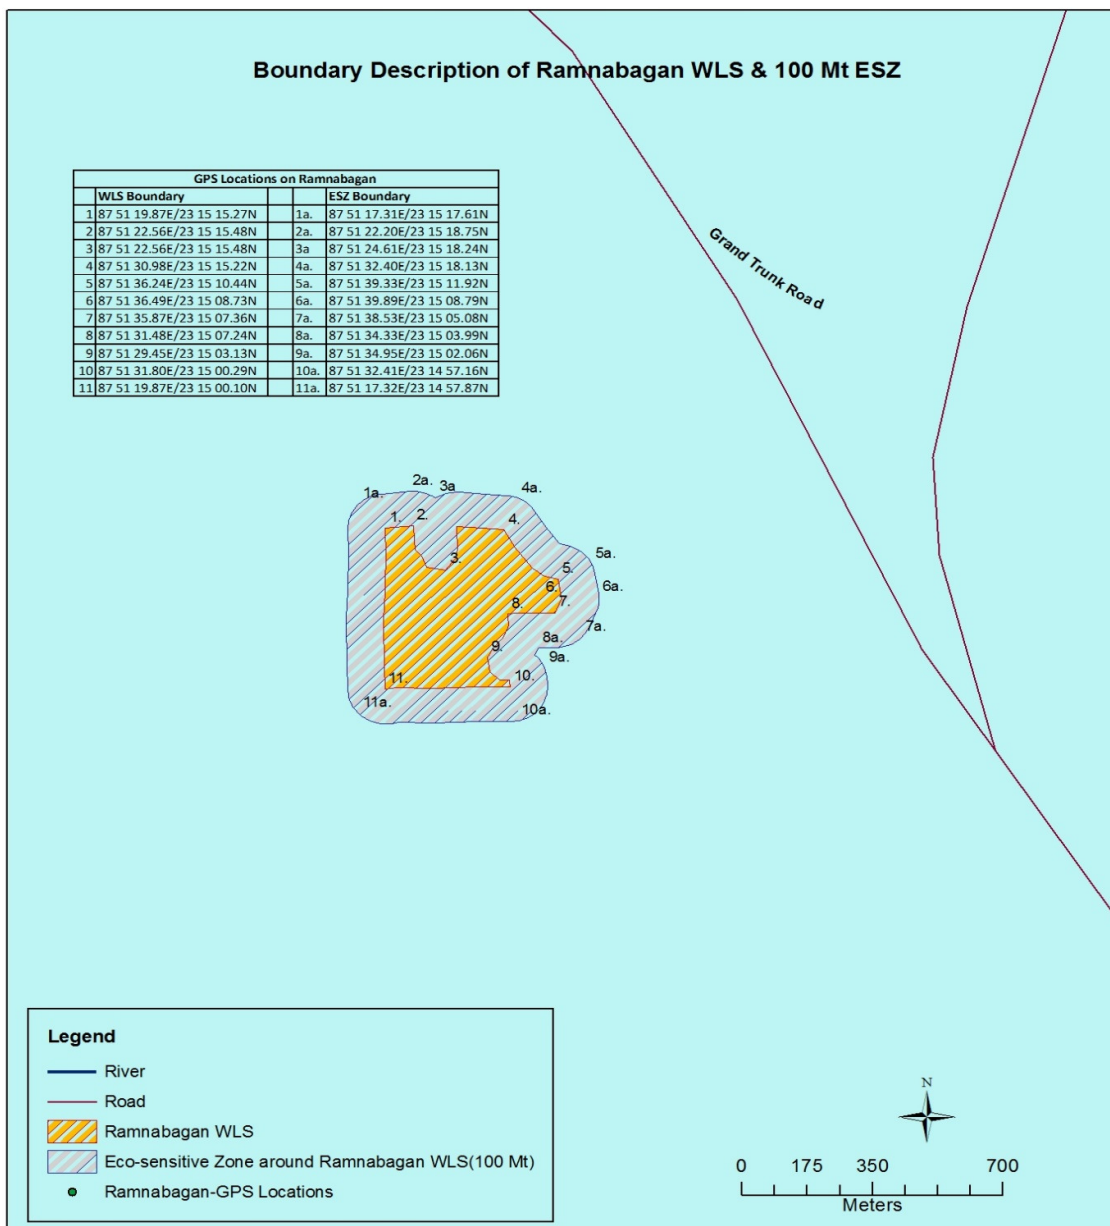 Boundary Description of Ramnabagan WLS & 100 Mt ESZ
GPS Locations on Ramnabagan
WLS Boundary ESZ Boundary
1 87 51 19.87E/23 15 15.27N 1a. 87 51 17.31E/23 15 17.61N
2 87 51 22.56E/23 15 15.48N 2a. 87 51 22.20E/23 15 18.75N
3 87 51 22.56E/23 15 15.48N 3a 87 51 24.61E/23 15 18.24N
4 87 51 30.98E/23 15 15.22N 4a. 87 51 32.40E/23 15 18.13N
5 87 51 36.24E/23 15 10.44N 5a. 87 51 39.33E/23 15 11.92N
6 87 51 36.49E/23 15 08.73N 6a. 87 51 39.89E/23 15 08.79N
7 87 51 35.87E/23 15 07.36N 7a. 87 51 38.53E/23 15 05.08N
8 87 51 31.48E/23 15 07.24N 8a. 87 51 34.33E/23 15 03.99N
9 87 51 29.45E/23 15 03.13N 9a. 87 51 34.95E/23 15 02.06N
10 87 51 31.80E/23 15 00.29N 10a. 87 51 32.41E/23 14 57.16N
11 87 51 19.87E/23 15 00.10N 11a. 87 51 17.32E/23 14 57.87N
Grand Trunk Road
1a.
2a.
3a
4a.
1.
2.
4.
3.
5a.
5.
6.
6a.
7.
8.
7a.
8a.
9.
9a.
10.
11.
11a.
10a.
Legend
River
Road
Ramnabagan WLS
Eco-sensitive Zone around Ramnabagan WLS(100 Mt)
Ramnabagan-GPS Locations
N
0 175 350 700
Meters